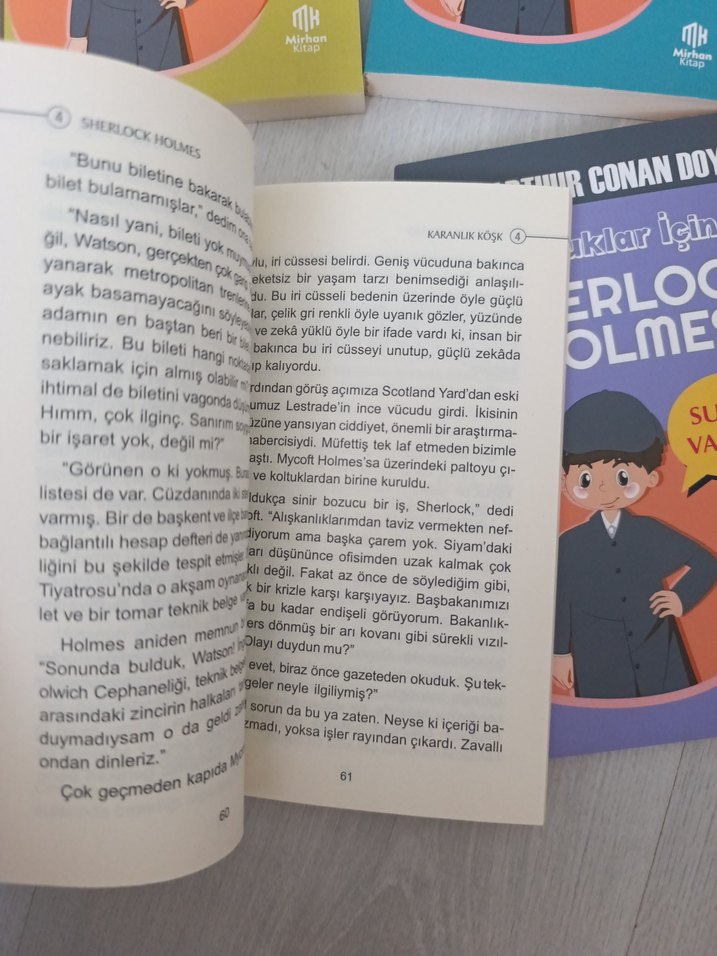 Mirhan
Kitap
Mirhan
Kitap
4 SHERLOCK HOLMES
"Bunu biletine bakarak
bilet bulamamışlar," dedim
"Nasıl yani, bileti yok
ğil, Watson, gerçekten çok
yanarak metropolitan
ayak basamayacağını
adamın en baştan beri bir
nebiliriz. Bu bileti hangi
saklamak için almış olabilir
ihtimal de biletini vagonda
Hımm, çok ilginç. Sanırım
bir işaret yok, değil mi?"
"Görünen o ki yokmuş.
listesi de var. Cüzdanında iki
varmış. Bir de başkent ve ilçe
bağlantılı hesap defteri de
liğini bu şekilde tespit etmişler
Tiyatrosu'nda o akşam
let ve bir tomar teknik belge
Holmes aniden memnun
"Sonunda bulduk, Watson!
olwich Cephaneliği, teknik
arasındaki zincirin halkaları
duymadıysam o da geldi
ondan dinleriz."
Çok geçmeden kapıda
60
KARANLIK KÖŞK 4
iri cüssesi belirdi. Geniş vücuduna bakınca
eketsiz bir yaşam tarzı benimsediği anlaşılı-
du. Bu iri cüsseli bedenin üzerinde öyle güçlü
lar, çelik gri renkli öyle uyanık gözler, yüzünde
ve zekâ yüklü öyle bir ifade vardı ki, insan bir
bakınca bu iri cüsseyi unutup, güçlü zekâda
ıp kalıyordu.
rdından görüş açımıza Scotland Yard'dan eski
umuz Lestrade'in ince vücudu girdi. İkisinin
züne yansıyan ciddiyet, önemli bir araştırma-
habercisiydi. Müfettiş tek laf etmeden bizimle
aştı. Mycoft Holmes'sa üzerindeki paltoyu çı-
ve koltuklardan birine kuruldu.
ldukça sinir bozucu bir iş, Sherlock," dedi
oft. "Alışkanlıklarımdan taviz vermekten nef-
diyorum ama başka çarem yok. Siyam'daki
arı düşününce ofisimden uzak kalmak çok
klı değil. Fakat az önce de söylediğim gibi,
k bir krizle karşı karşıyayız. Başbakanımızı
fa bu kadar endişeli görüyorum. Bakanlık-
ers dönmüş bir arı kovanı gibi sürekli vızıl-
Olayı duydun mu?"
evet, biraz önce gazeteden okuduk. Şu tek-
geler neyle ilgiliymiş?"
sorun da bu ya zaten. Neyse ki içeriği ba-
zmadı, yoksa işler rayından çıkardı. Zavallı
61
CONAN DOY
uklar İçin
ERLOC
OLMES
SU
VA